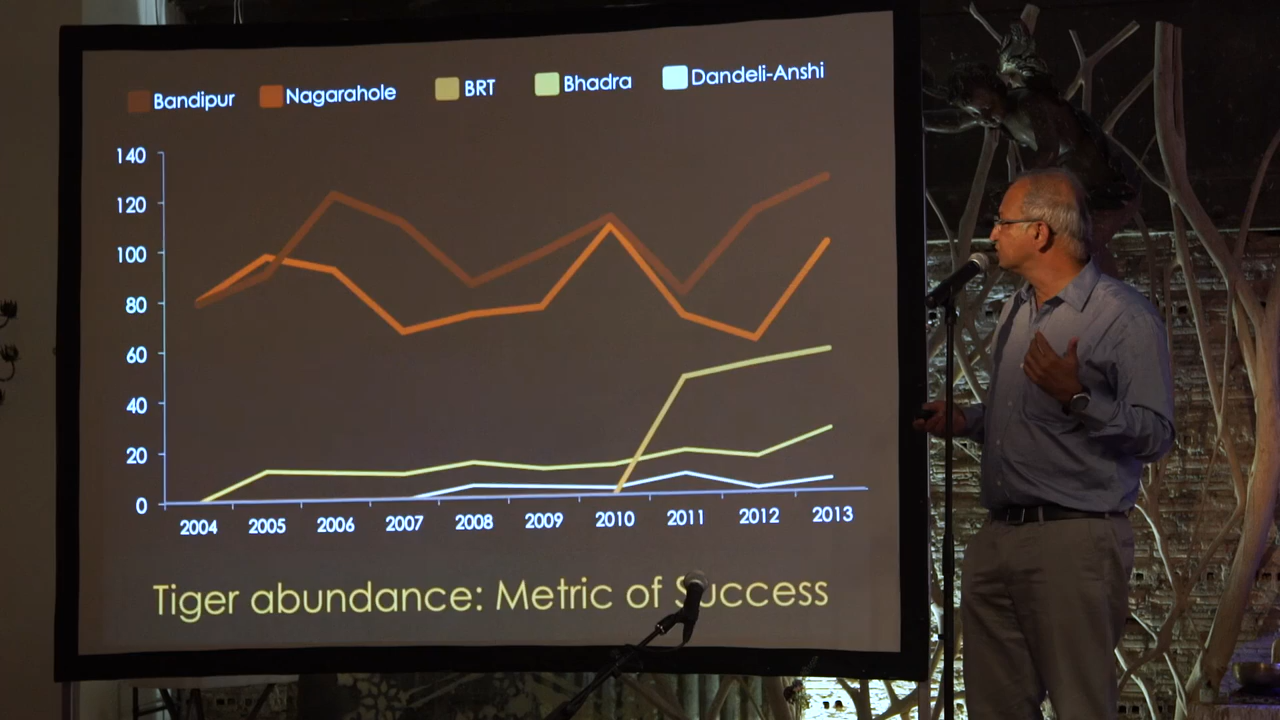 Bandipur Nagarahole BRT Bhadra Dandeli-Anshi
140
120
100
80
60
40
20
0
2004 2005 2006 2007 2008 2009 2010 2011 2012 2013
Tiger abundance: Metric of Success